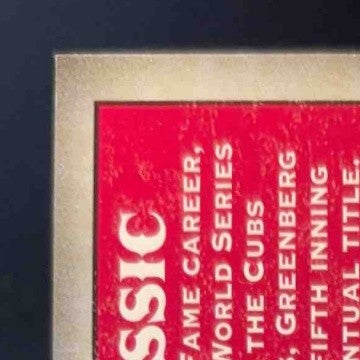 SSIC
FAME CAREER,
WORLD SERIES
THE CUBS
GREENBERG
FIFTH INNING
TUAL TITLE.